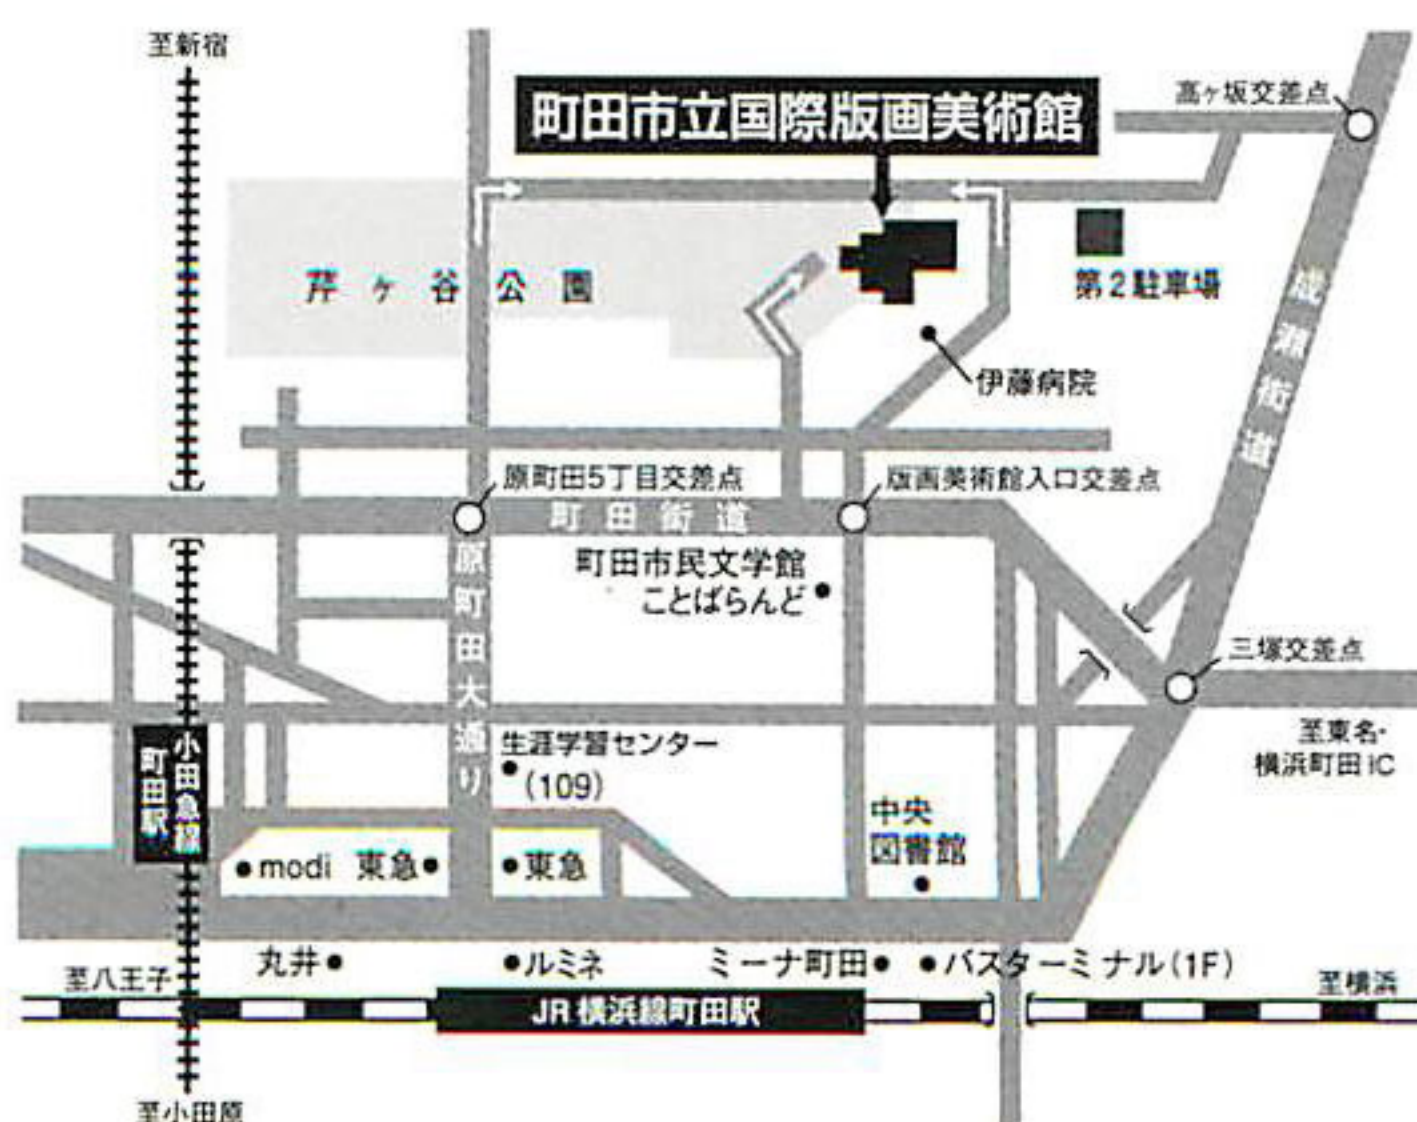 至新宿
町田市立国際版画美術館
高ヶ坂交差点
芹ヶ谷公園
第2駐車場
成瀬街道
伊藤病院
原町田5丁目交差点
版画美術館入口交差点
町田街道
原町田大通り
町田市民文学館
ことばらんど
三塚交差点
至東名・
横浜町田IC
小田急線
町田駅
生涯学習センター
(109)
中央
図書館
modi
東急
東急
丸井
ルミネ
ミーナ町田
バスターミナル(1F)
至八王子
JR横浜線町田駅
至横浜
至小田原